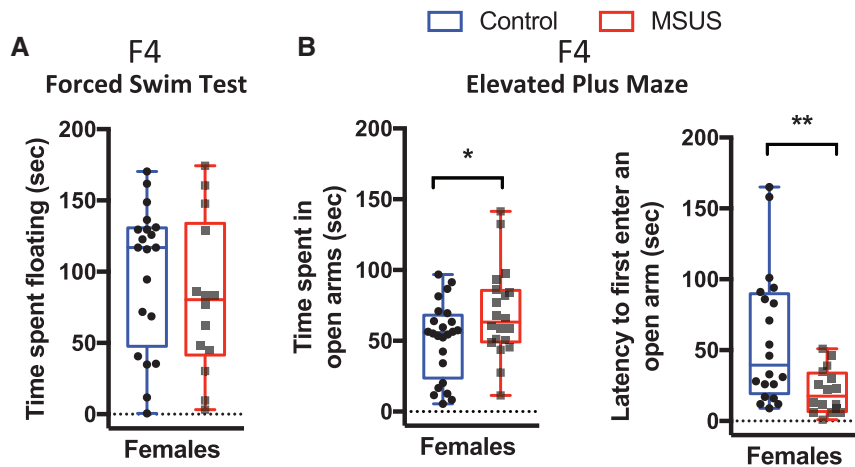 Control MSUS
A B
F4
Forced Swim Test
F4
Elevated Plus Maze
Time spent floating (sec)
200
150
100
50
0
Females
Time spent in
open arms (sec)
200
150
100
50
0
*
Females
Latency to first enter an
open arm (sec)
200
150
100
50
0
**
Females